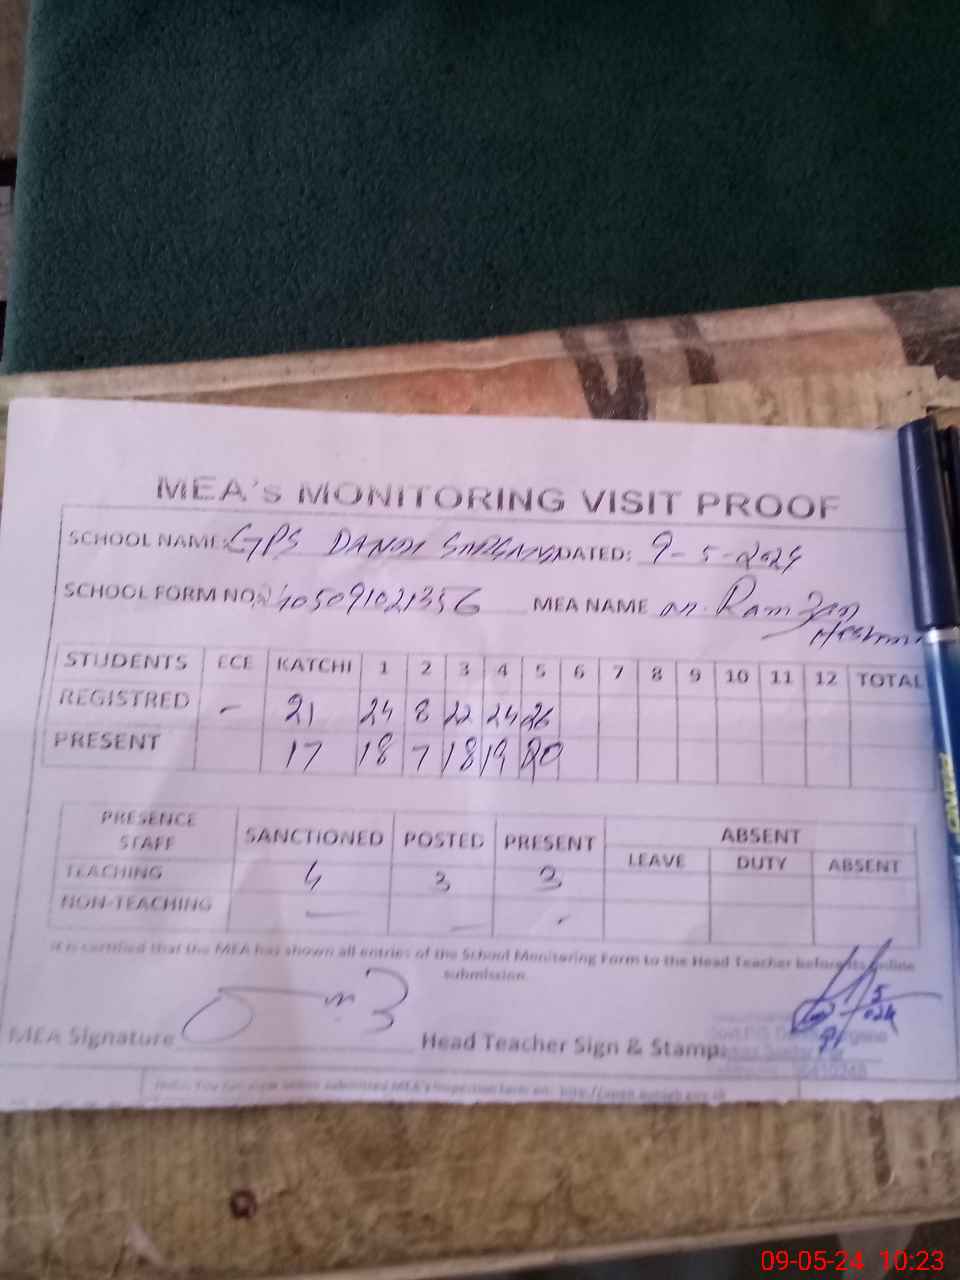 MEA's MONITORING VISIT PROOF
SCHOOL NAME: GPS DANDI DATED: 9-5-2024
SCHOOL FORM NO. 405091021356 MEA NAME M. Ramzan
STUDENTS ECE KATCHI 1 2 3 4 5 6 7 8 9 10 11 12 TOTAL
REGISTRED - 21 24 8 22 24 26
PRESENT 17 18 7 18 19 20
PRESENCE STAFF SANCTIONED POSTED PRESENT ABSENT
LEAVE DUTY ABSENT
TEACHING 4 3 3
NON-TEACHING — — -
It is certified that the MEA has shown all entries of the School Monitoring Form to the Head Teacher before its online
submission.
MEA Signature Head Teacher Sign & Stamp:
09-05-24 10:23